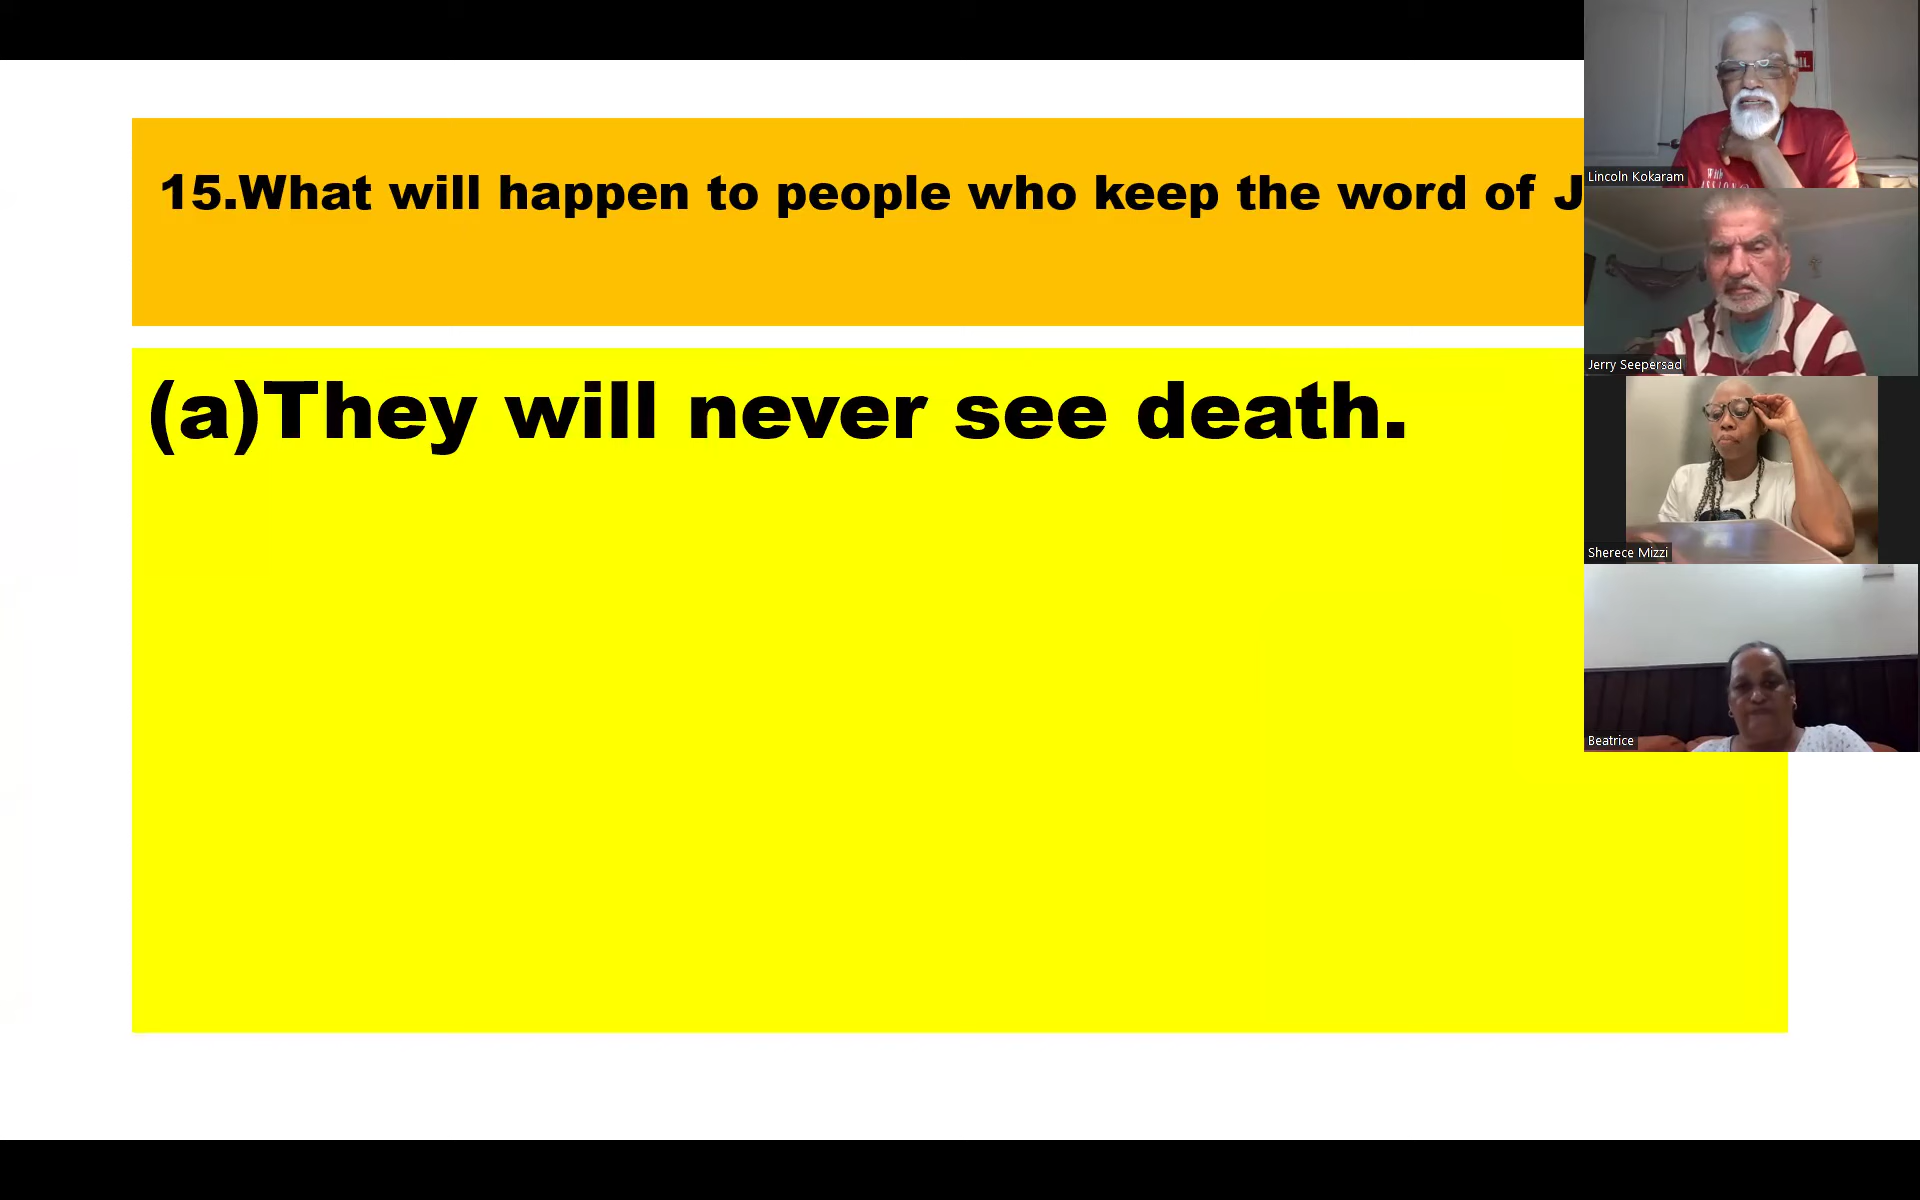 15.What will happen to people who keep the word of J
(a)They will never see death.
Lincoln Kokaram
Jerry Seepersad
Sherece Mizzi
Beatrice